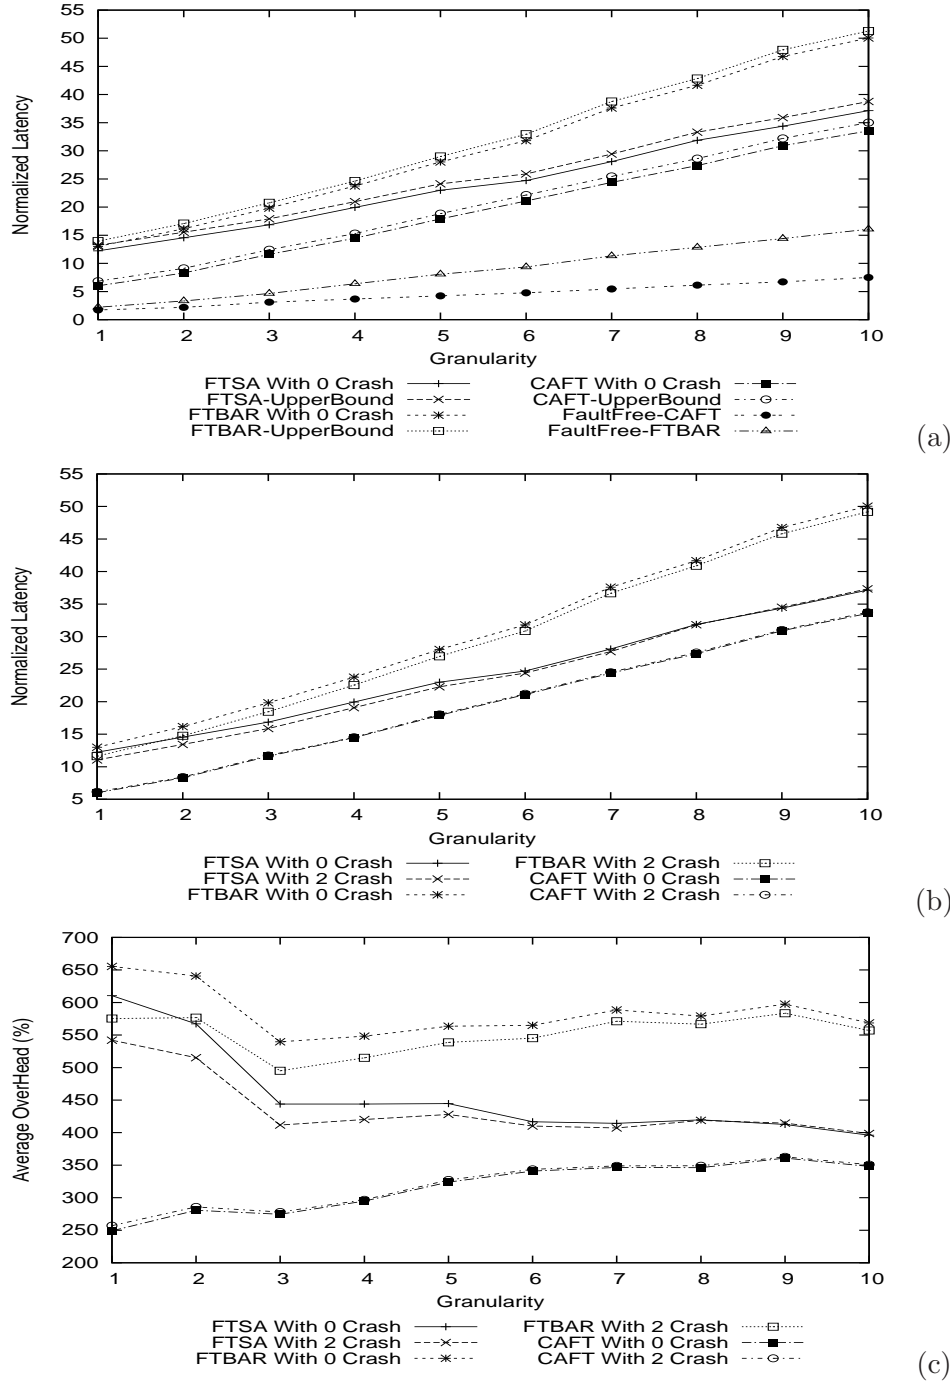 55
50
45
40
35
30
25
20
15
10
5
0
Normalized Latency
1 2 3 4 5 6 7 8 9 10
Granularity
FTSA With 0 Crash
FTSA-UpperBound
FTBAR With 0 Crash
FTBAR-UpperBound
CAFT With 0 Crash
CAFT-UpperBound
FaultFree-CAFT
FaultFree-FTBAR
(a)
55
50
45
40
35
30
25
20
15
10
5
Normalized Latency
1 2 3 4 5 6 7 8 9 10
Granularity
FTSA With 0 Crash
FTSA With 2 Crash
FTBAR With 0 Crash
FTBAR With 2 Crash
CAFT With 0 Crash
CAFT With 2 Crash
(b)
700
650
600
550
500
450
400
350
300
250
200
Average OverHead (%)
1 2 3 4 5 6 7 8 9 10
Granularity
FTSA With 0 Crash
FTSA With 2 Crash
FTBAR With 0 Crash
FTBAR With 2 Crash
CAFT With 0 Crash
CAFT With 2 Crash
(c)